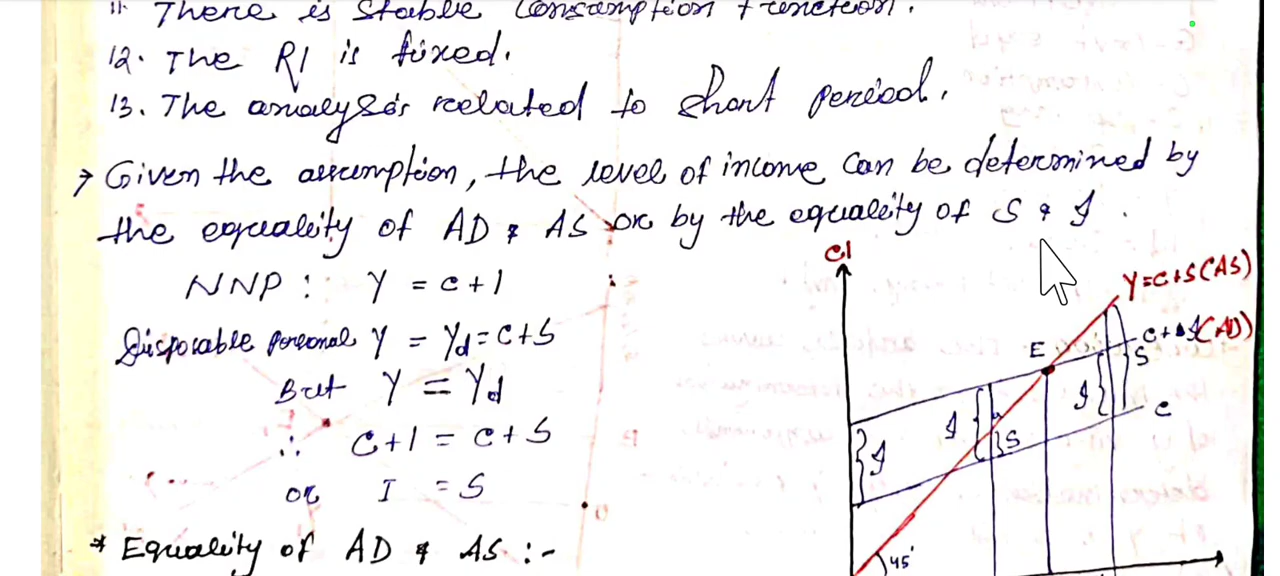 11. There is stable consumption function.
12. The RI is fixed.
13. The analysis related to short period.
→ Given the assumption, the level of income can be determined by
the equality of AD & AS or by the equality of S & I.
NNP : Y = C+I
Disposable personal Y = Yd = C+S
But Y = Yd
∴ C+I = C+S
or I = S
* Equality of AD & AS :-
CI
Y=C+S(AS)
C+I(AD)
E
S
I
C
I
I
S
45°